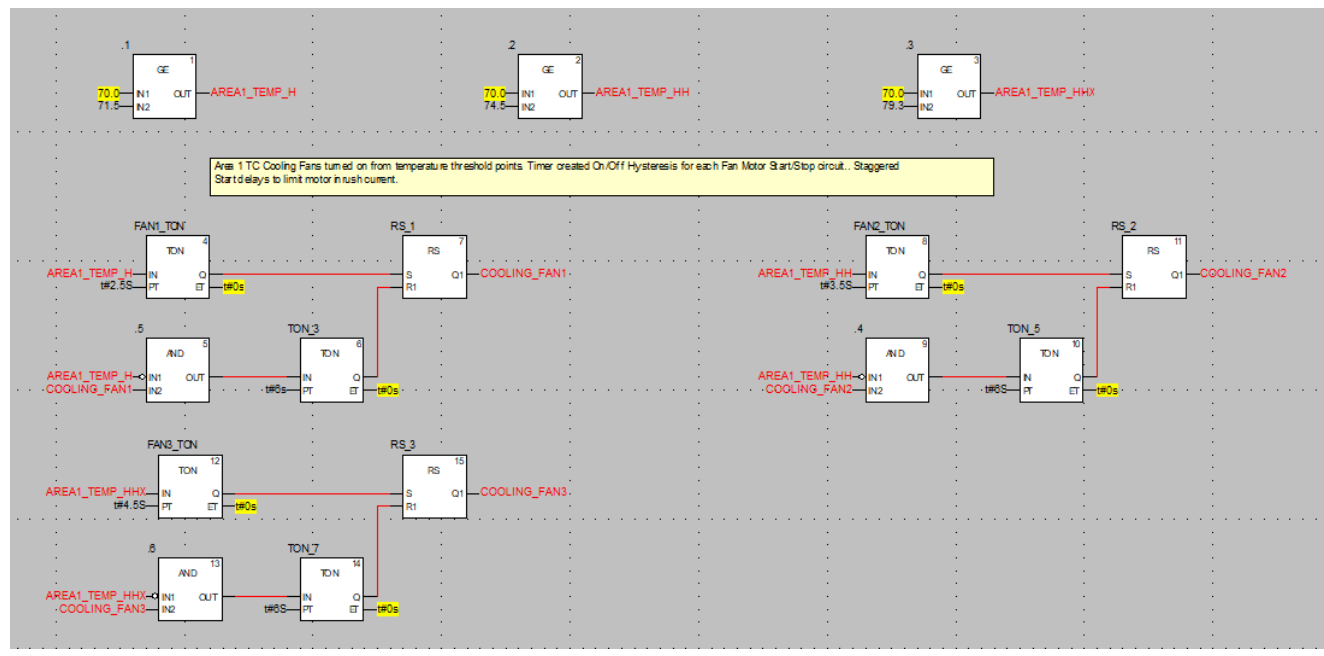 .1 .2 .3
1 2 3
GE GE GE
70.0 IN1 OUT AREA1_TEMP_H 70.0 IN1 OUT AREA1_TEMP_HH 70.0 IN1 OUT AREA1_TEMP_HHX
71.5 IN2 74.5 IN2 79.3 IN2
Area 1 TC Cooling Fans turned on from temperature threshold points. Timer created On/Off Hysteresis for each Fan Motor Start/Stop circuit.. Staggered
Start delays to limit motor inrush current.
FAN1_TON RS_1 FAN2_TON RS_2
4 7 8 11
TON RS TON RS
AREA1_TEMP_H IN Q S Q1 COOLING_FAN1 AREA1_TEMP_HH IN Q S Q1 COOLING_FAN2
t#2.5S PT ET t#0s R1 t#3.5S PT ET t#0s R1
.5 TON_3 .4 TON_5
5 6 9 10
AND TON AND TON
AREA1_TEMP_H IN1 OUT IN Q AREA1_TEMP_HH IN1 OUT IN Q
COOLING_FAN1 IN2 t#6s PT ET t#0s COOLING_FAN2 IN2 t#6S PT ET t#0s
FAN3_TON RS_3
12 15
TON RS
AREA1_TEMP_HHX IN Q S Q1 COOLING_FAN3
t#4.5S PT ET t#0s R1
.6 TON_7
13 14
AND TON
AREA1_TEMP_HHX IN1 OUT IN Q
COOLING_FAN3 IN2 t#6S PT ET t#0s